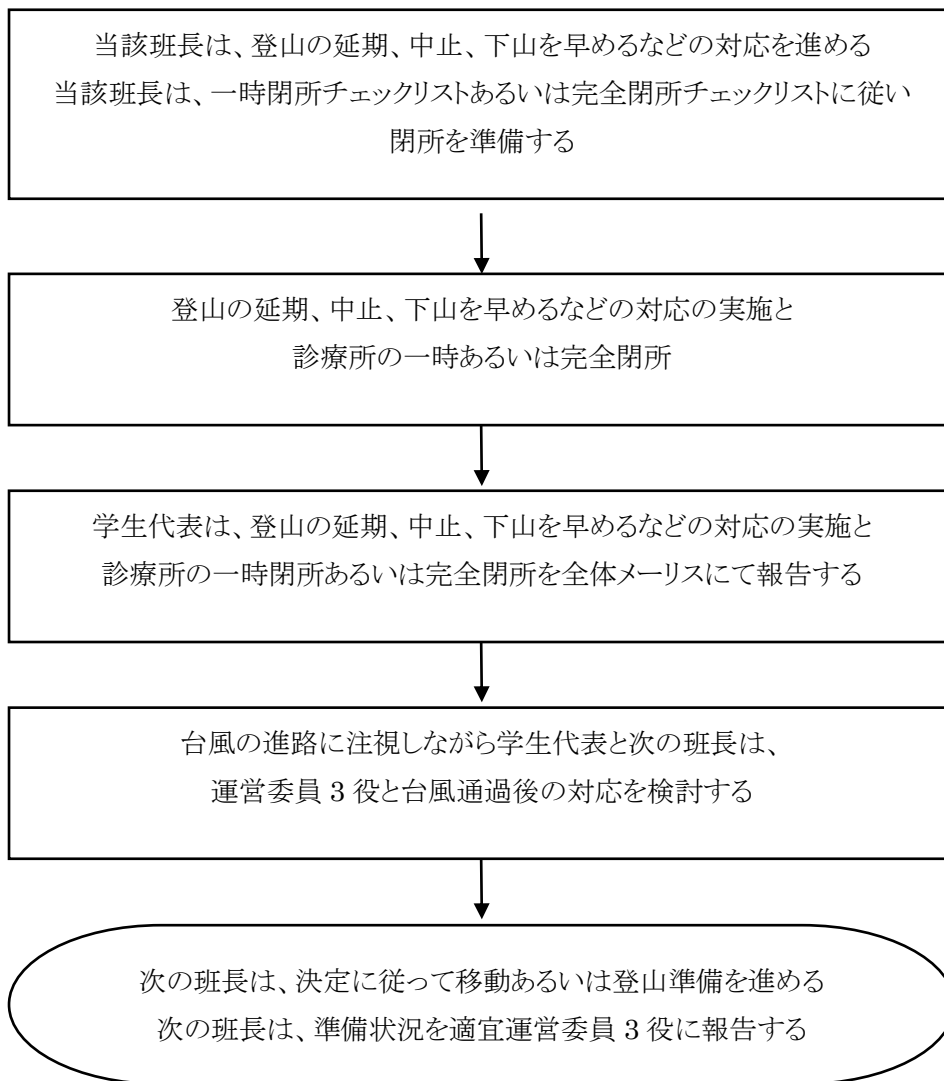 当該班長は、登山の延期、中止、下山を早めるなどの対応を進める
当該班長は、一時閉所チェックリストあるいは完全閉所チェックリストに従い
閉所を準備する
登山の延期、中止、下山を早めるなどの対応の実施と
診療所の一時あるいは完全閉所
学生代表は、登山の延期、中止、下山を早めるなどの対応の実施と
診療所の一時閉所あるいは完全閉所を全体メーリスにて報告する
台風の進路に注視しながら学生代表と次の班長は、
運営委員 3 役と台風通過後の対応を検討する
次の班長は、決定に従って移動あるいは登山準備を進める
次の班長は、準備状況を適宜運営委員 3 役に報告する